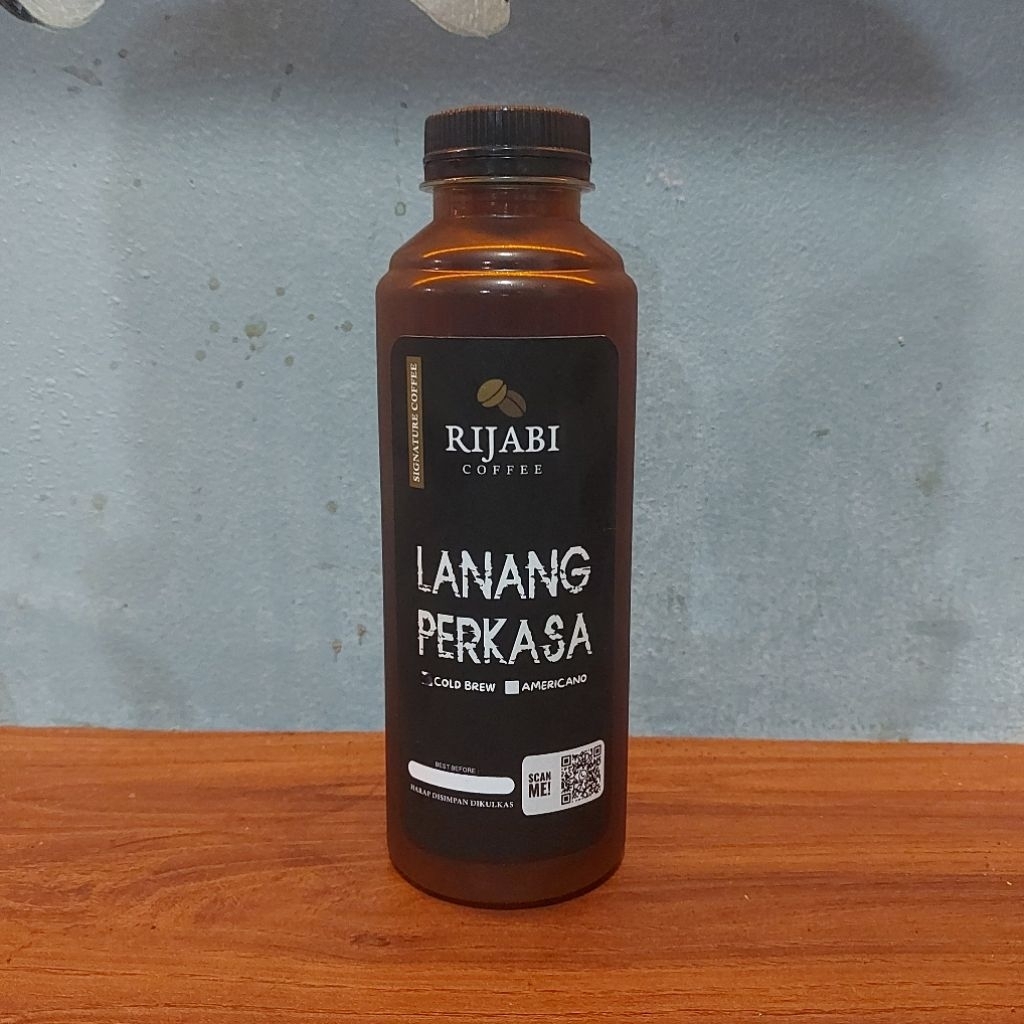 SIGNATURE COFFEE
RIJABI
COFFEE
LANANG
PERKASA
COLD BREW AMERICANO
BEST BEFORE :
HARAP DISIMPAN DIKULKAS
SCAN
ME!